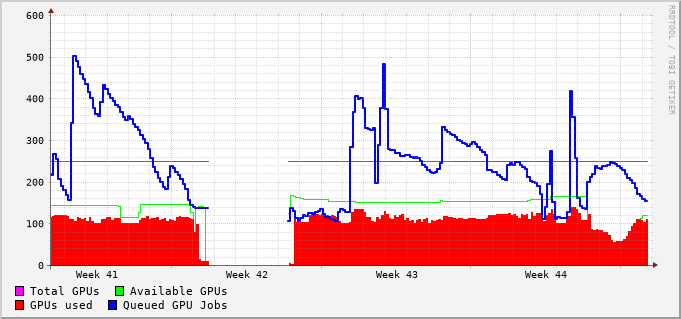 RRDTOOL / TOBI OETIKER
600
500
400
300
200
100
0
Week 41 Week 42 Week 43 Week 44
Total GPUs Available GPUs
GPUs used Queued GPU Jobs